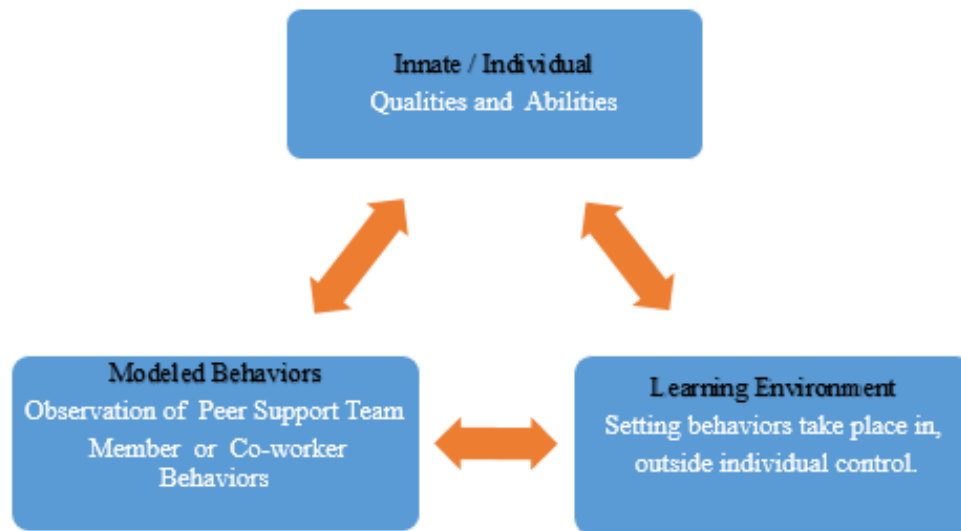 Innate / Individual
Qualities and Abilities
Modeled Behaviors
Observation of Peer Support Team
Member or Co-worker
Behaviors
Learning Environment
Setting behaviors take place in,
outside individual control.